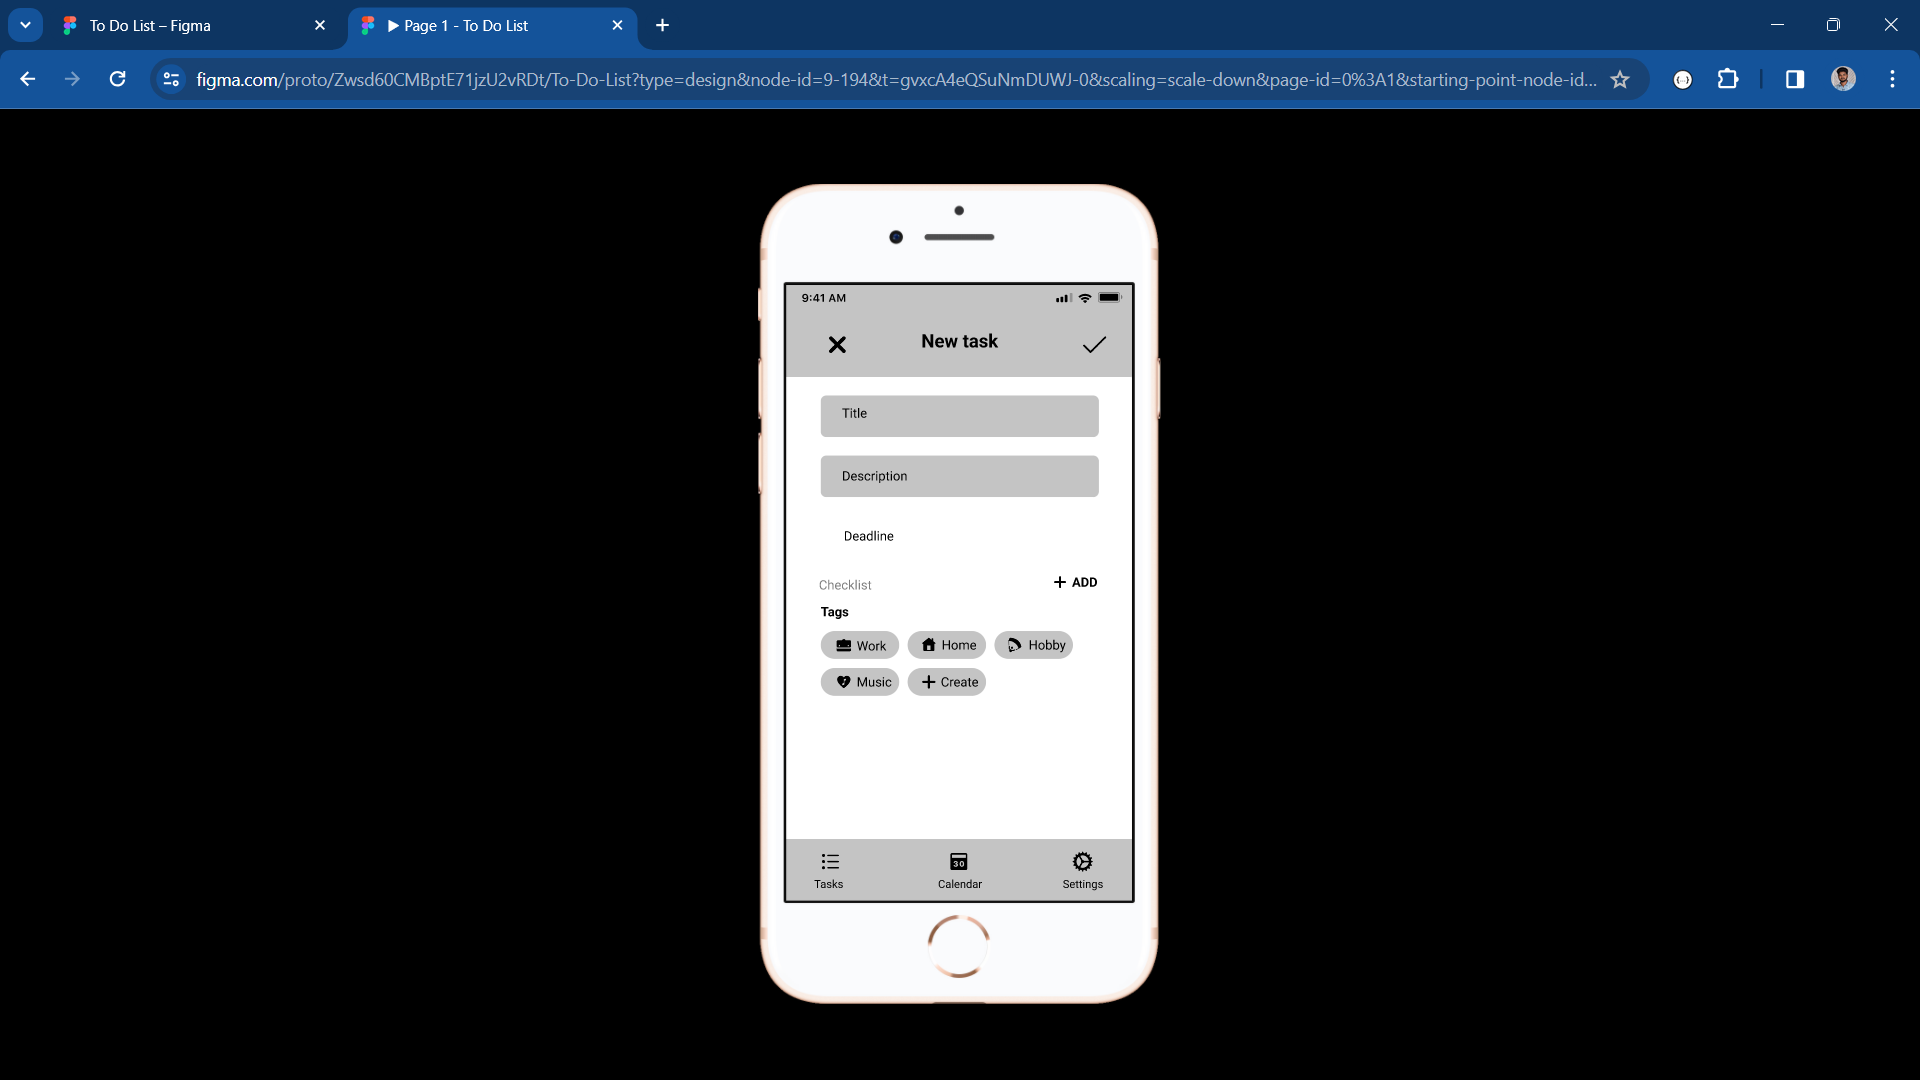 To Do List – Figma
▶ Page 1 - To Do List
figma.com/proto/Zwsd60CMBptE71jzU2vRDt/To-Do-List?type=design&node-id=9-194&t=gvxcA4eQSuNmDUWJ-0&scaling=scale-down&page-id=0%3A1&starting-point-node-id...
9:41 AM
New task
Title
Description
Deadline
Checklist
+ ADD
Tags
Work
Home
Hobby
Music
+ Create
30
Tasks
Calendar
Settings